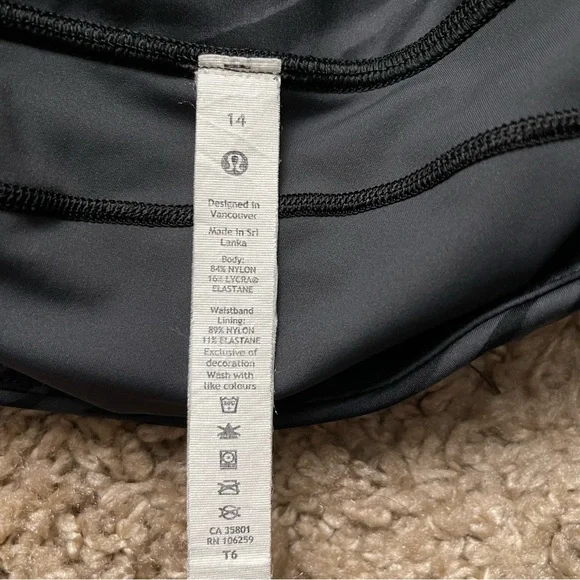 14
Designed in
Vancouver
Made in Sri
Lanka
Body:
84% NYLON
16% LYCRA®
ELASTANE
Waistband
Lining:
89% NYLON
11% ELASTANE
Exclusive of
decoration
Wash with
like colours
CA 35801
RN 106259
T6